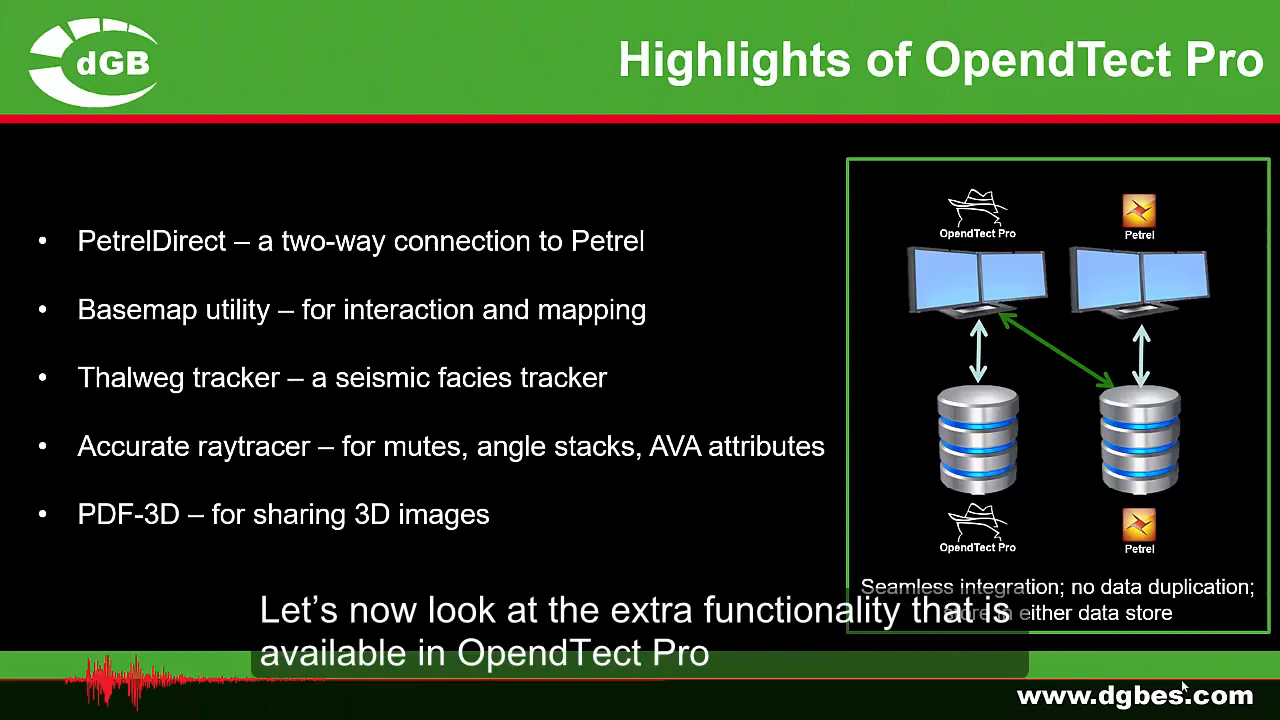 dGB
Highlights of OpendTect Pro
• PetrelDirect – a two-way connection to Petrel
• Basemap utility – for interaction and mapping
• Thalweg tracker – a seismic facies tracker
• Accurate raytracer – for mutes, angle stacks, AVA attributes
• PDF-3D – for sharing 3D images
OpendTect Pro
Petrel
OpendTect Pro
Petrel
Seamless integration; no data duplication;
store in either data store
Let’s now look at the extra functionality that is
available in OpendTect Pro
www.dgbes.com